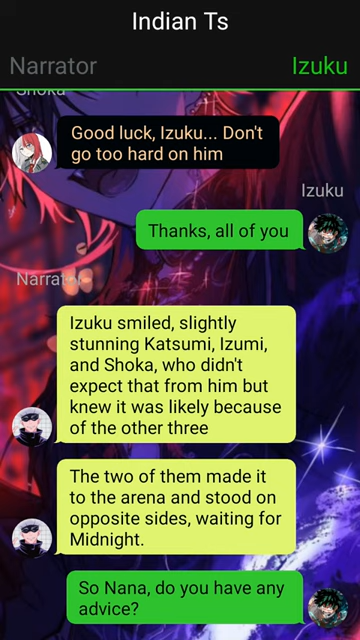 Indian Ts
Narrator
Izuku
Shoka
Good luck, Izuku... Don't
go too hard on him
Izuku
Thanks, all of you
Narrator
Izuku smiled, slightly
stunning Katsumi, Izumi,
and Shoka, who didn't
expect that from him but
knew it was likely because
of the other three
The two of them made it
to the arena and stood on
opposite sides, waiting for
Midnight.
So Nana, do you have any
advice?